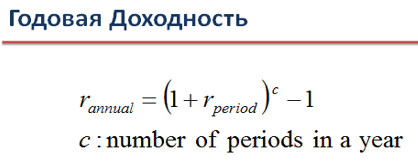 Годовая Доходность
r_annual = (1 + r_period)^c − 1
c : number of periods in a year